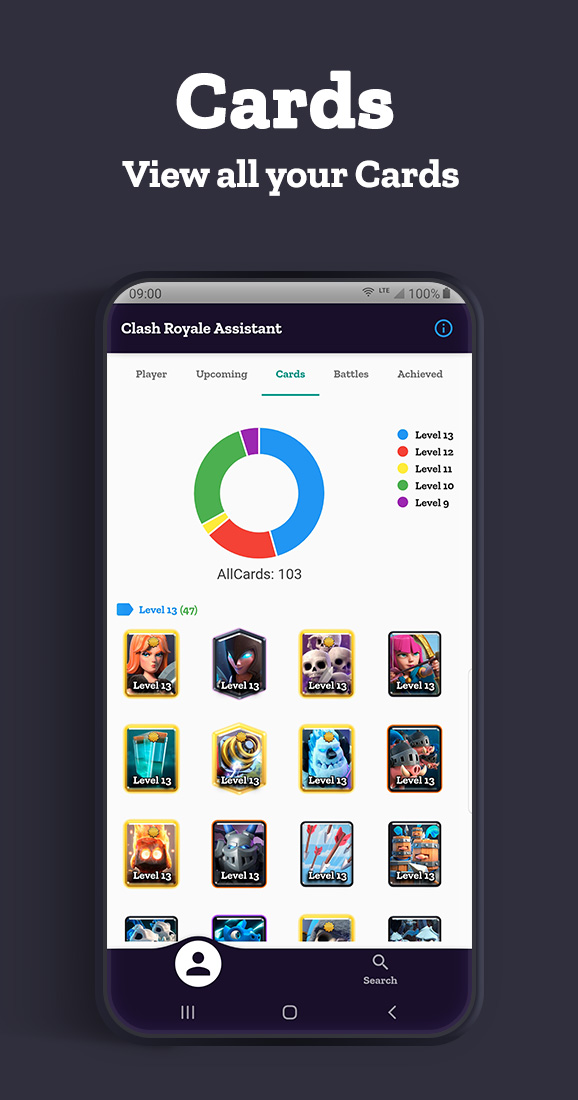 Cards
View all your Cards
09:00 LTE 100%
Clash Royale Assistant
Player Upcoming Cards Battles Achieved
Level 13
Level 12
Level 11
Level 10
Level 9
AllCards: 103
Level 13 (47)
Level 13 Level 13 Level 13 Level 13
Level 13 Level 13 Level 13 Level 13
Level 13 Level 13 Level 13 Level 13
Search